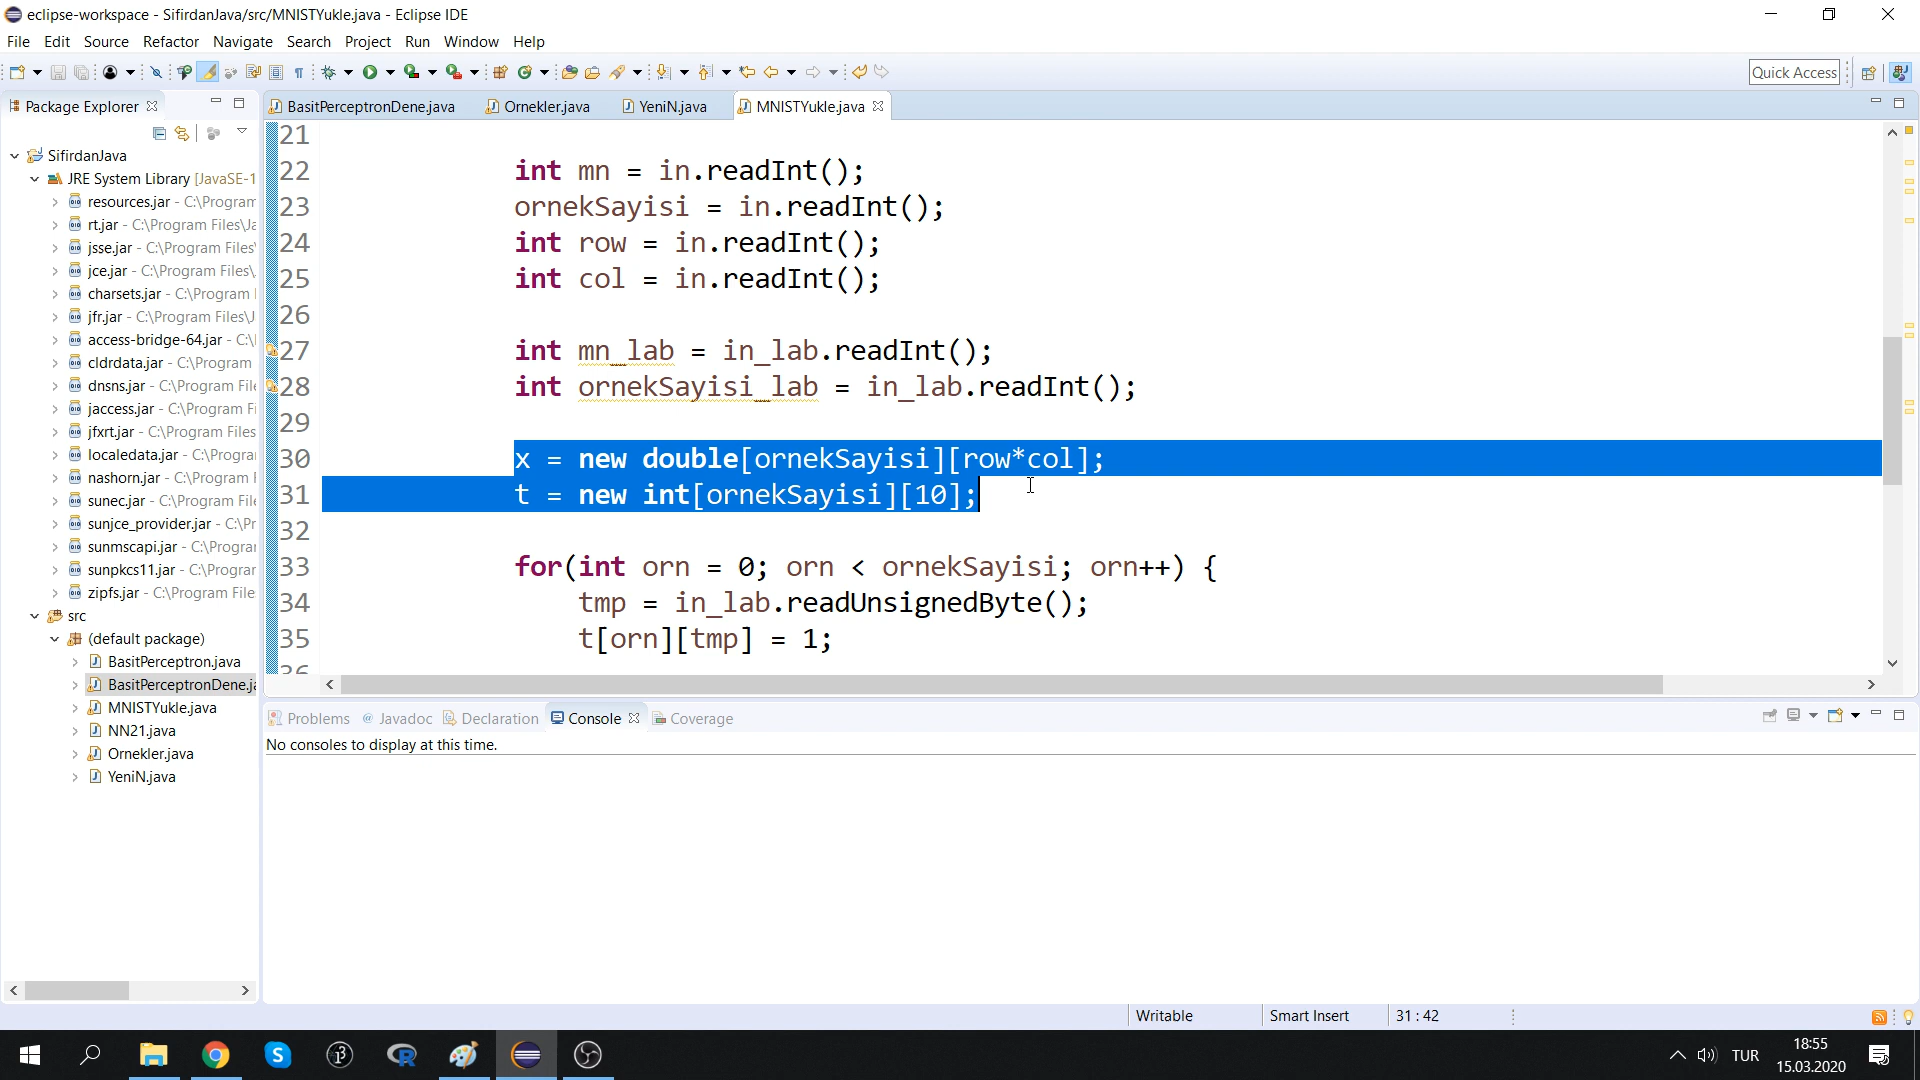 eclipse-workspace - SifirdanJava/src/MNISTYukle.java - Eclipse IDE
File Edit Source Refactor Navigate Search Project Run Window Help
Quick Access
Package Explorer
BasitPerceptronDene.java Ornekler.java YeniN.java MNISTYukle.java
SifirdanJava
JRE System Library [JavaSE-1
resources.jar - C:\Program
rt.jar - C:\Program Files\Ja
jsse.jar - C:\Program Files\
jce.jar - C:\Program Files\
charsets.jar - C:\Program
jfr.jar - C:\Program Files\J
access-bridge-64.jar - C:\
cldrdata.jar - C:\Program
dnsns.jar - C:\Program File
jaccess.jar - C:\Program Fi
jfxrt.jar - C:\Program Files
localedata.jar - C:\Progra
nashorn.jar - C:\Program
sunec.jar - C:\Program File
sunjce_provider.jar - C:\P
sunmscapi.jar - C:\Progra
sunpkcs11.jar - C:\Progra
zipfs.jar - C:\Program File
src
(default package)
BasitPerceptron.java
BasitPerceptronDene.ja
MNISTYukle.java
NN21.java
Ornekler.java
YeniN.java
21
22 int mn = in.readInt();
23 ornekSayisi = in.readInt();
24 int row = in.readInt();
25 int col = in.readInt();
26
27 int mn_lab = in_lab.readInt();
28 int ornekSayisi_lab = in_lab.readInt();
29
30 x = new double[ornekSayisi][row*col];
31 t = new int[ornekSayisi][10];
32
33 for(int orn = 0; orn < ornekSayisi; orn++) {
34 tmp = in_lab.readUnsignedByte();
35 t[orn][tmp] = 1;
36
Problems Javadoc Declaration Console Coverage
No consoles to display at this time.
Writable Smart Insert 31 : 42
TUR
18:55
15.03.2020